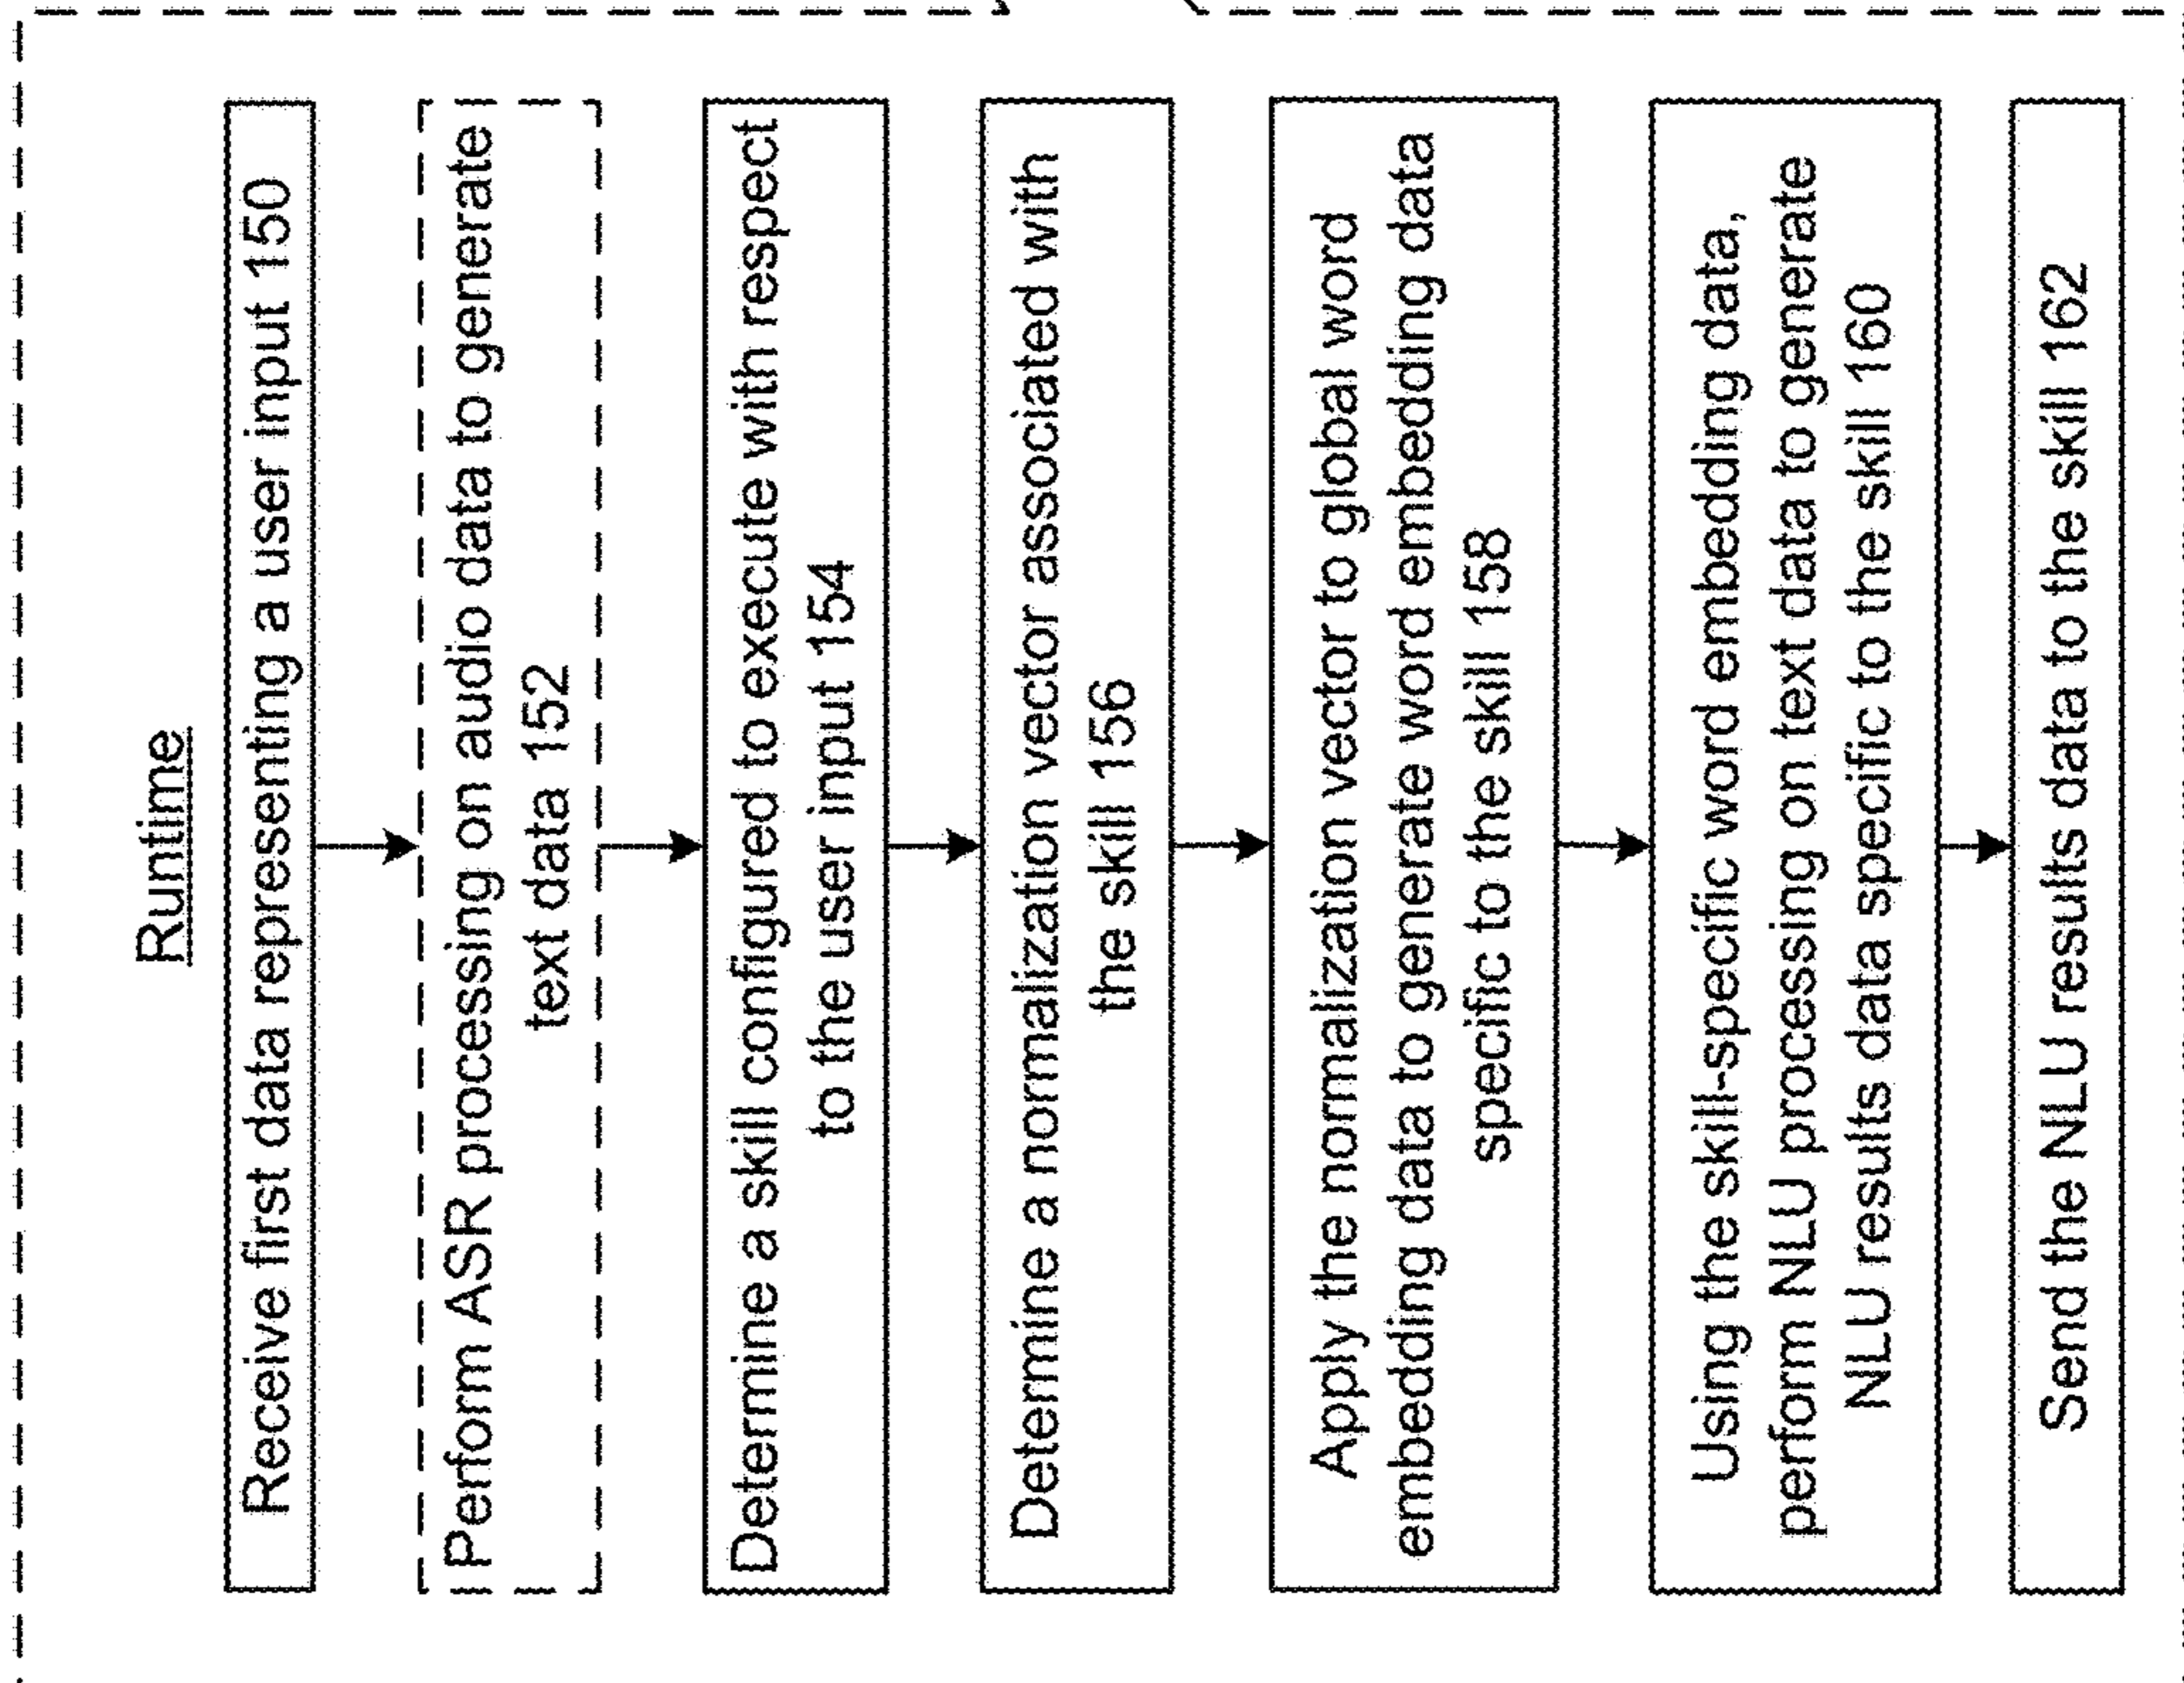 Runtime
Receive first data representing a user input 150
Perform ASR processing on audio data to generate
text data 152
Determine a skill configured to execute with respect
to the user input 154
Determine a normalization vector associated with
the skill 156
Apply the normalization vector to global word
embedding data to generate word embedding data
specific to the skill 158
Using the skill-specific word embedding data,
perform NLU processing on text data to generate
NLU results data specific to the skill 160
Send the NLU results data to the skill 162